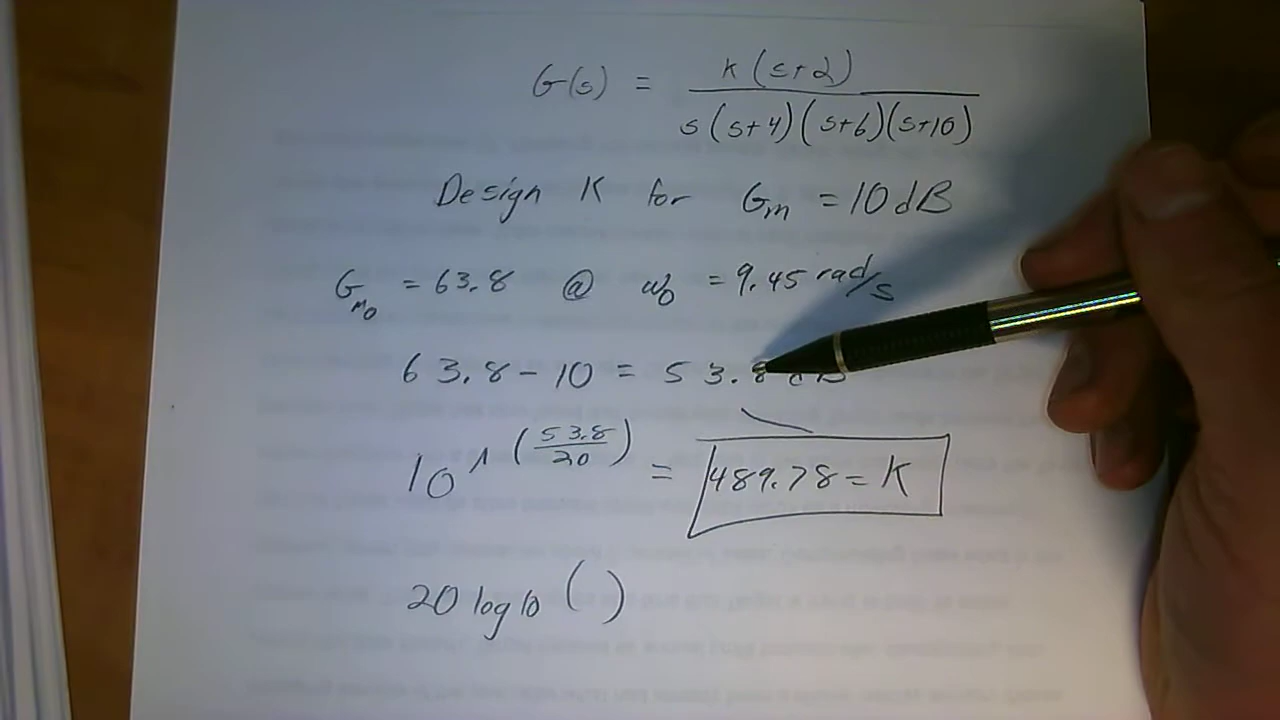 G(s) = K(s+2) / s(s+4)(s+6)(s+10)
Design K for Gm = 10 dB
GM0 = 63.8 @ ω0 = 9.45 rad/s
63.8 - 10 = 53.8 dB
10^(53.8/20) = 489.78 = K
20 log10 ( )